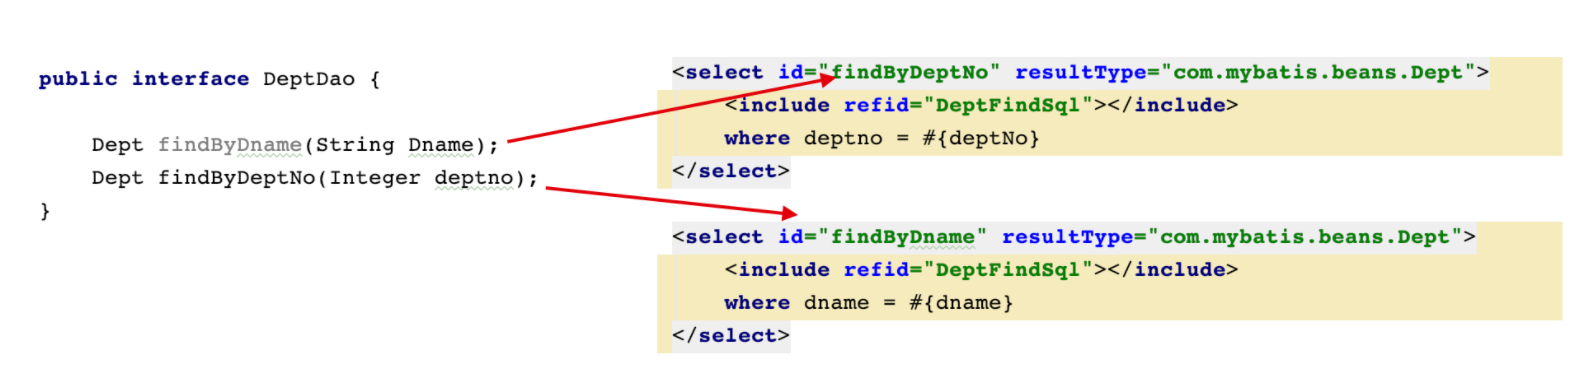 public interface DeptDao {
Dept findByDname(String Dname);
Dept findByDeptNo(Integer deptno);
}
<select id="findByDeptNo" resultType="com.mybatis.beans.Dept">
<include refid="DeptFindSql"></include>
where deptno = #{deptNo}
</select>
<select id="findByDname" resultType="com.mybatis.beans.Dept">
<include refid="DeptFindSql"></include>
where dname = #{dname}
</select>